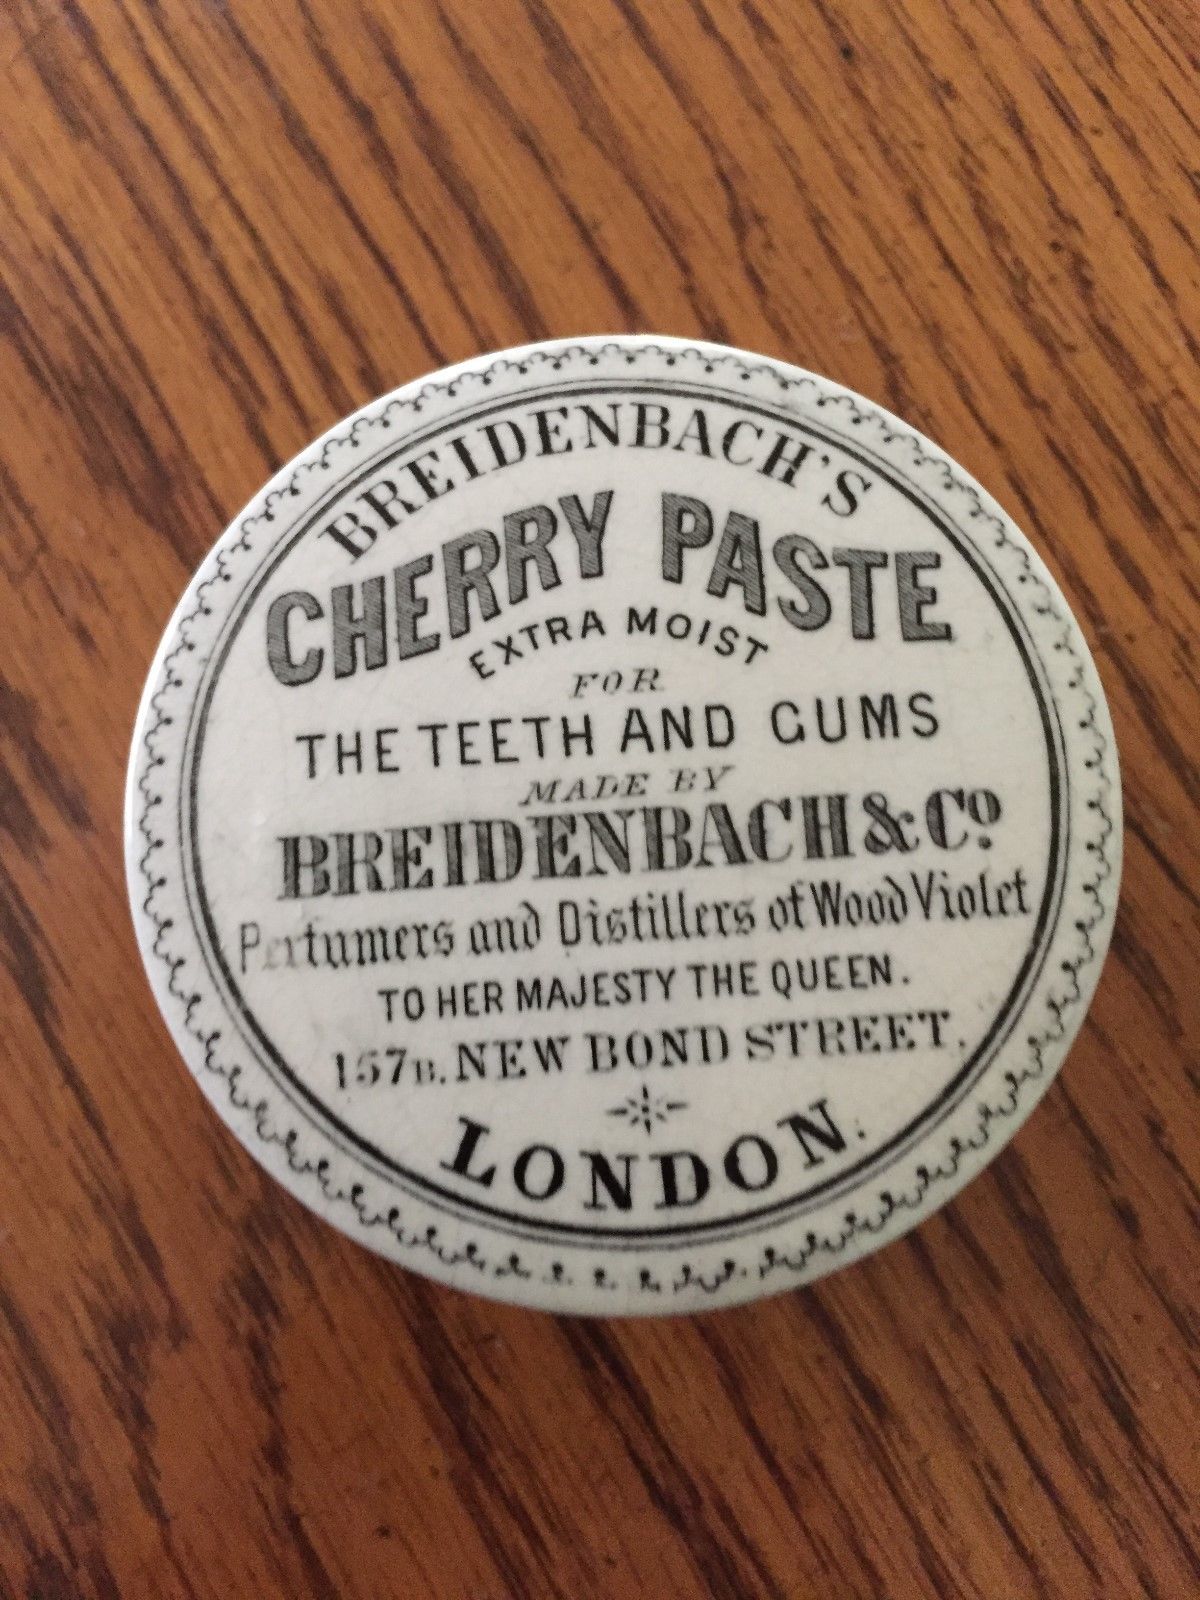 BREIDENBACH'S
CHERRY PASTE
EXTRA MOIST
FOR
THE TEETH AND GUMS
MADE BY
BREIDENBACH & Co.
Perfumers and Distillers of Wood Violet
TO HER MAJESTY THE QUEEN.
157B. NEW BOND STREET.
LONDON.